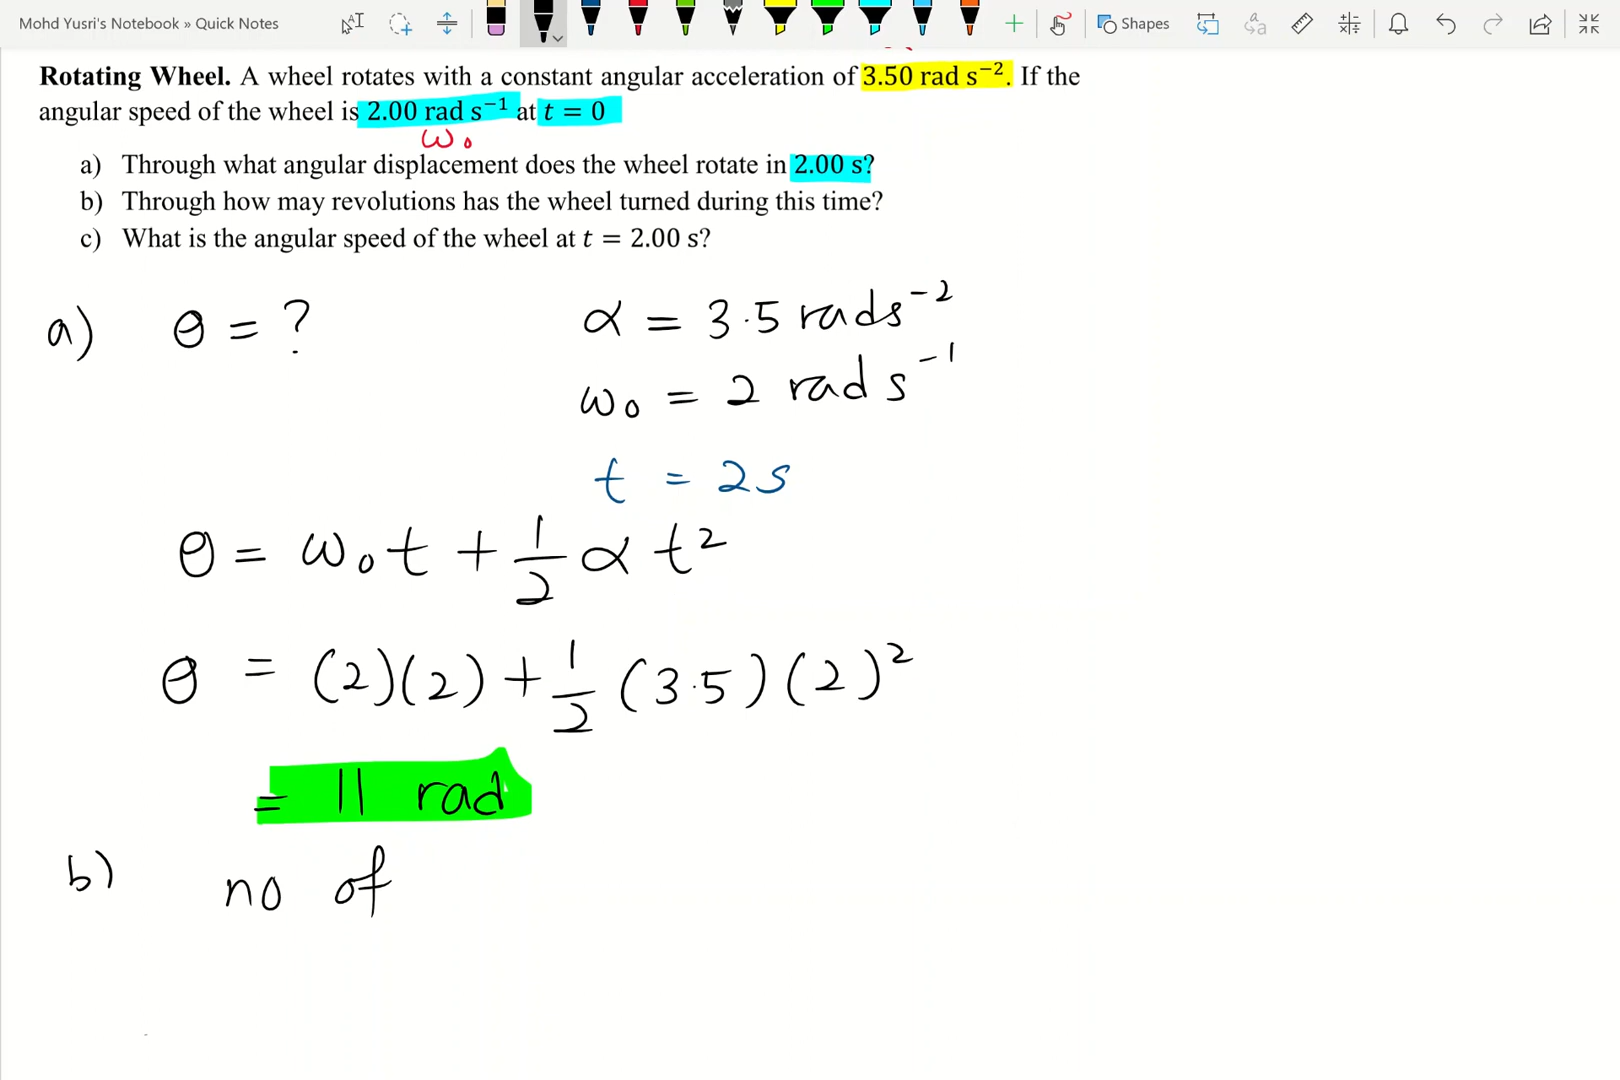 Mohd Yusri's Notebook » Quick Notes
Shapes
Rotating Wheel. A wheel rotates with a constant angular acceleration of 3.50 rad s⁻². If the
angular speed of the wheel is 2.00 rad s⁻¹ at t = 0
ω₀
a) Through what angular displacement does the wheel rotate in 2.00 s?
b) Through how may revolutions has the wheel turned during this time?
c) What is the angular speed of the wheel at t = 2.00 s?
a) θ = ? α = 3.5 rads⁻²
ω₀ = 2 rad s⁻¹
t = 2s
θ = ω₀t + 1/2 α t²
θ = (2)(2) + 1/2 (3.5)(2)²
= 11 rad
b) no of